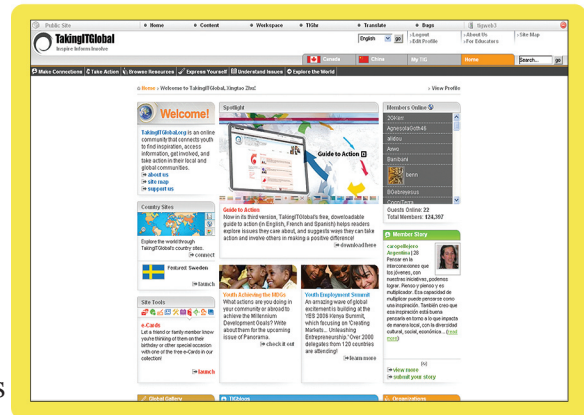 Public Site
Home
Content
Workspace
TIGhr
Translate
Bugs
TakingITGlobal
Inspire Inform Involve
English
go
Logout
Edit Profile
About Us
For Educators
Site Map
Canada
China
My TIG
Home
Search...
go
Make Connections
Take Action
Browse Resources
Express Yourself
Understand Issues
Explore the World
Home » Welcome to TakingITGlobal,
View Profile
Welcome!
TakingITGlobal.org is an online
community that connects youth
to find inspiration, access
information, get involved, and
take action in their local and
global communities.
about us
site map
support us
Spotlight
Guide to Action
Guide to Action
Now in its third version, TakingITGlobal's free, downloadable
guide to action (in English, French and Spanish) helps readers
explore issues they care about, and suggests ways they can take
action and involve others in making a positive difference!
download here
Members Online
AgnesolaGott46
alidou
Banibani
benn
Guests Online: 22
Total Members: 124,307
Country Sites
Explore the world through
TakingITGlobal's country sites.
connect
Featured: Sweden
launch
Member Story
caropellejero
Argentina | 28
Pensar en la
interconexiones que
los jóvenes, con
nuestras iniciativas, podemos
lograr. Pienso y pienso y es
multiplicador. Esa capacidad de
multiplicar puede pensarse como
una inspiración. También creo que
esa inspiración está buena
pensarla en torno a lo que impacta
de manera local, con la diversidad
cultural, social, económica ... (read
more)
view more
submit your story
Site Tools
e-Cards
Let a friend or family member know
you're thinking of them on their
birthday or other special occasion
with one of the free e-Cards in our
collection!
launch
Youth Achieving the MDGs
What actions are you doing in
your community or abroad to
achieve the Millennium
Development Goals? Write
about them for the upcoming
issue of Panorama.
check it out
Youth Employment Summit
An amazing wave of global
excitement is building at the
YES 2006 Kenya Summit,
which focusing on 'Creating
Markets... Unleashing
Entrepreneurship.' Over 2000
delegates from 120 countries
are attending!
learn more
Global Gallery
TIGblogs
Organizations
s